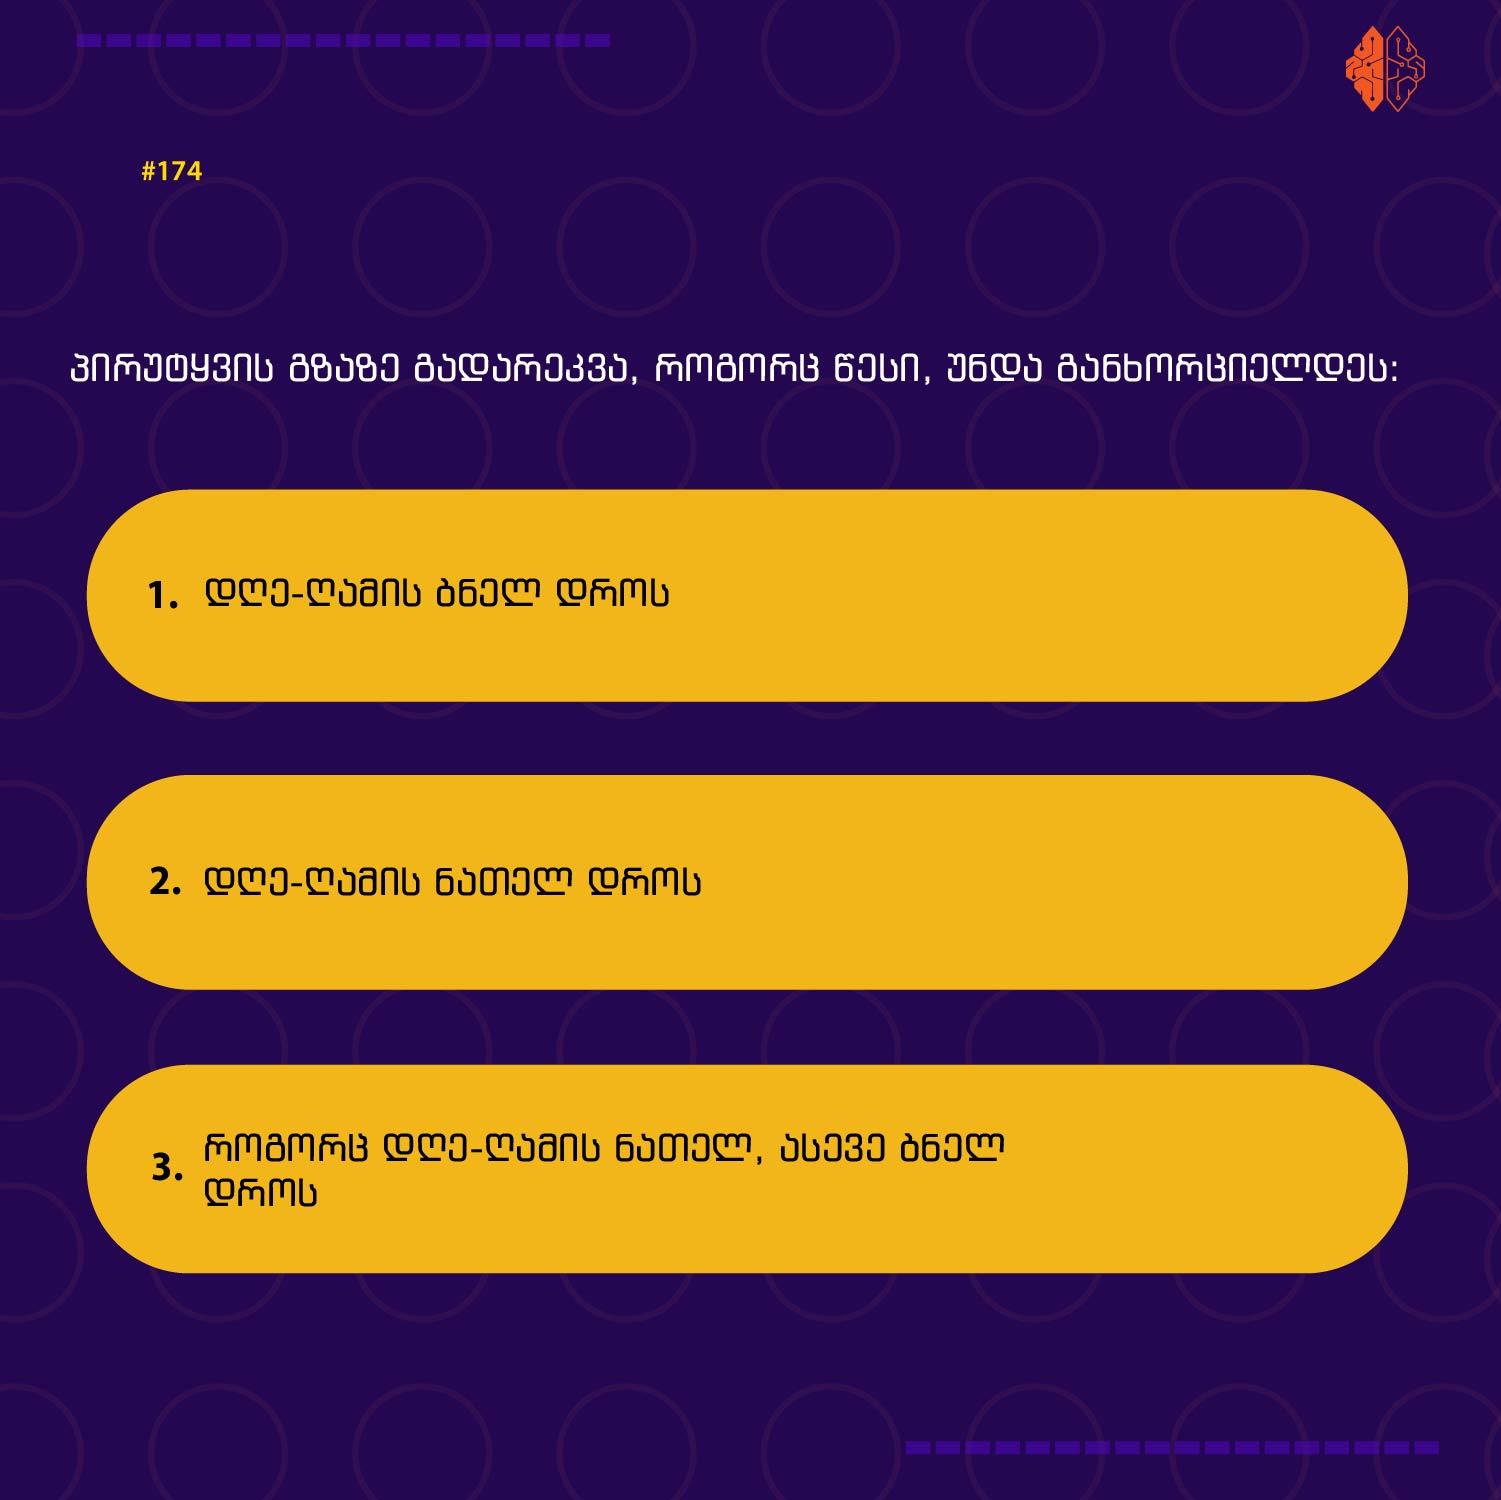 #174
პირუტყვის გზაზე გადარეკვა, როგორც წესი, უნდა განხორციელდეს:
1. დღე-ღამის ბნელ დროს
2. დღე-ღამის ნათელ დროს
3. როგორც დღე-ღამის ნათელ, ასევე ბნელ
დროს